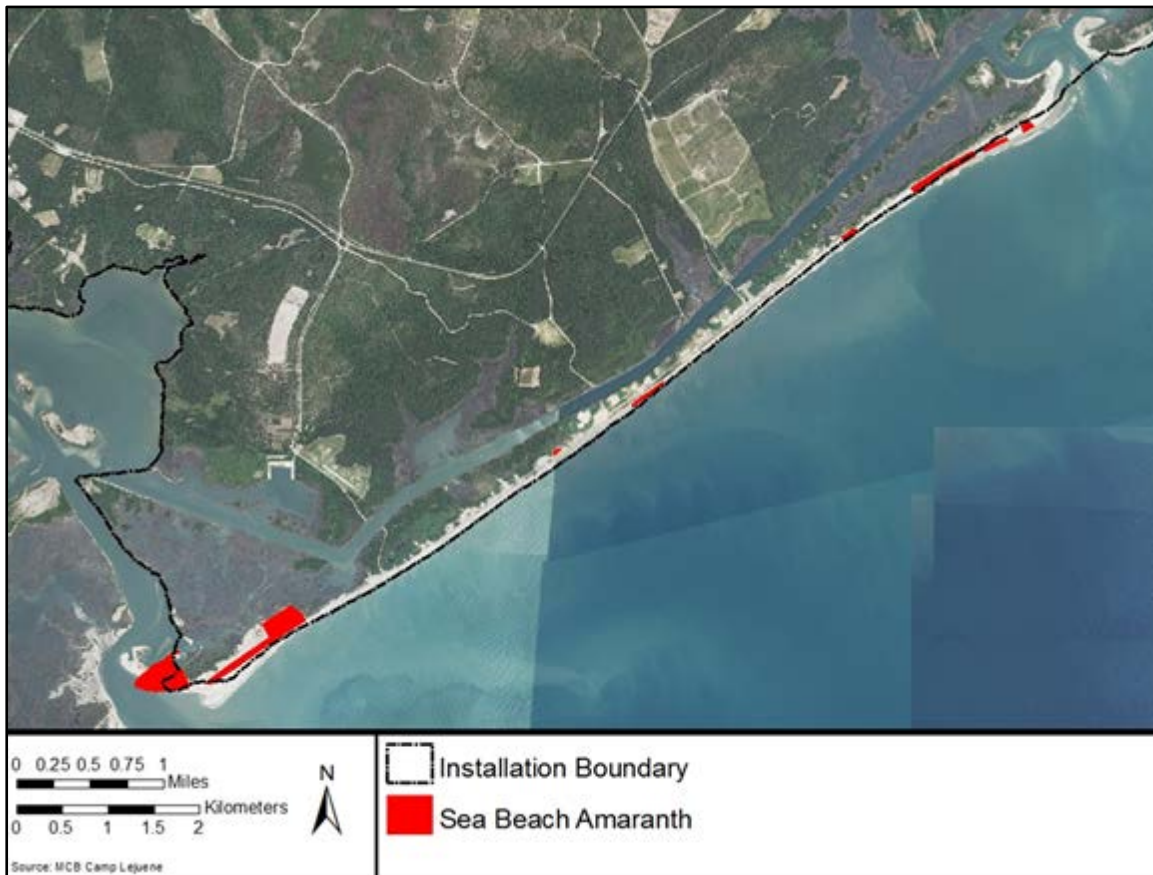 0 0.25 0.5 0.75 1
Miles
Kilometers
0 0.5 1 1.5 2
N
Source: MCB Camp Lejuene
Installation Boundary
Sea Beach Amaranth